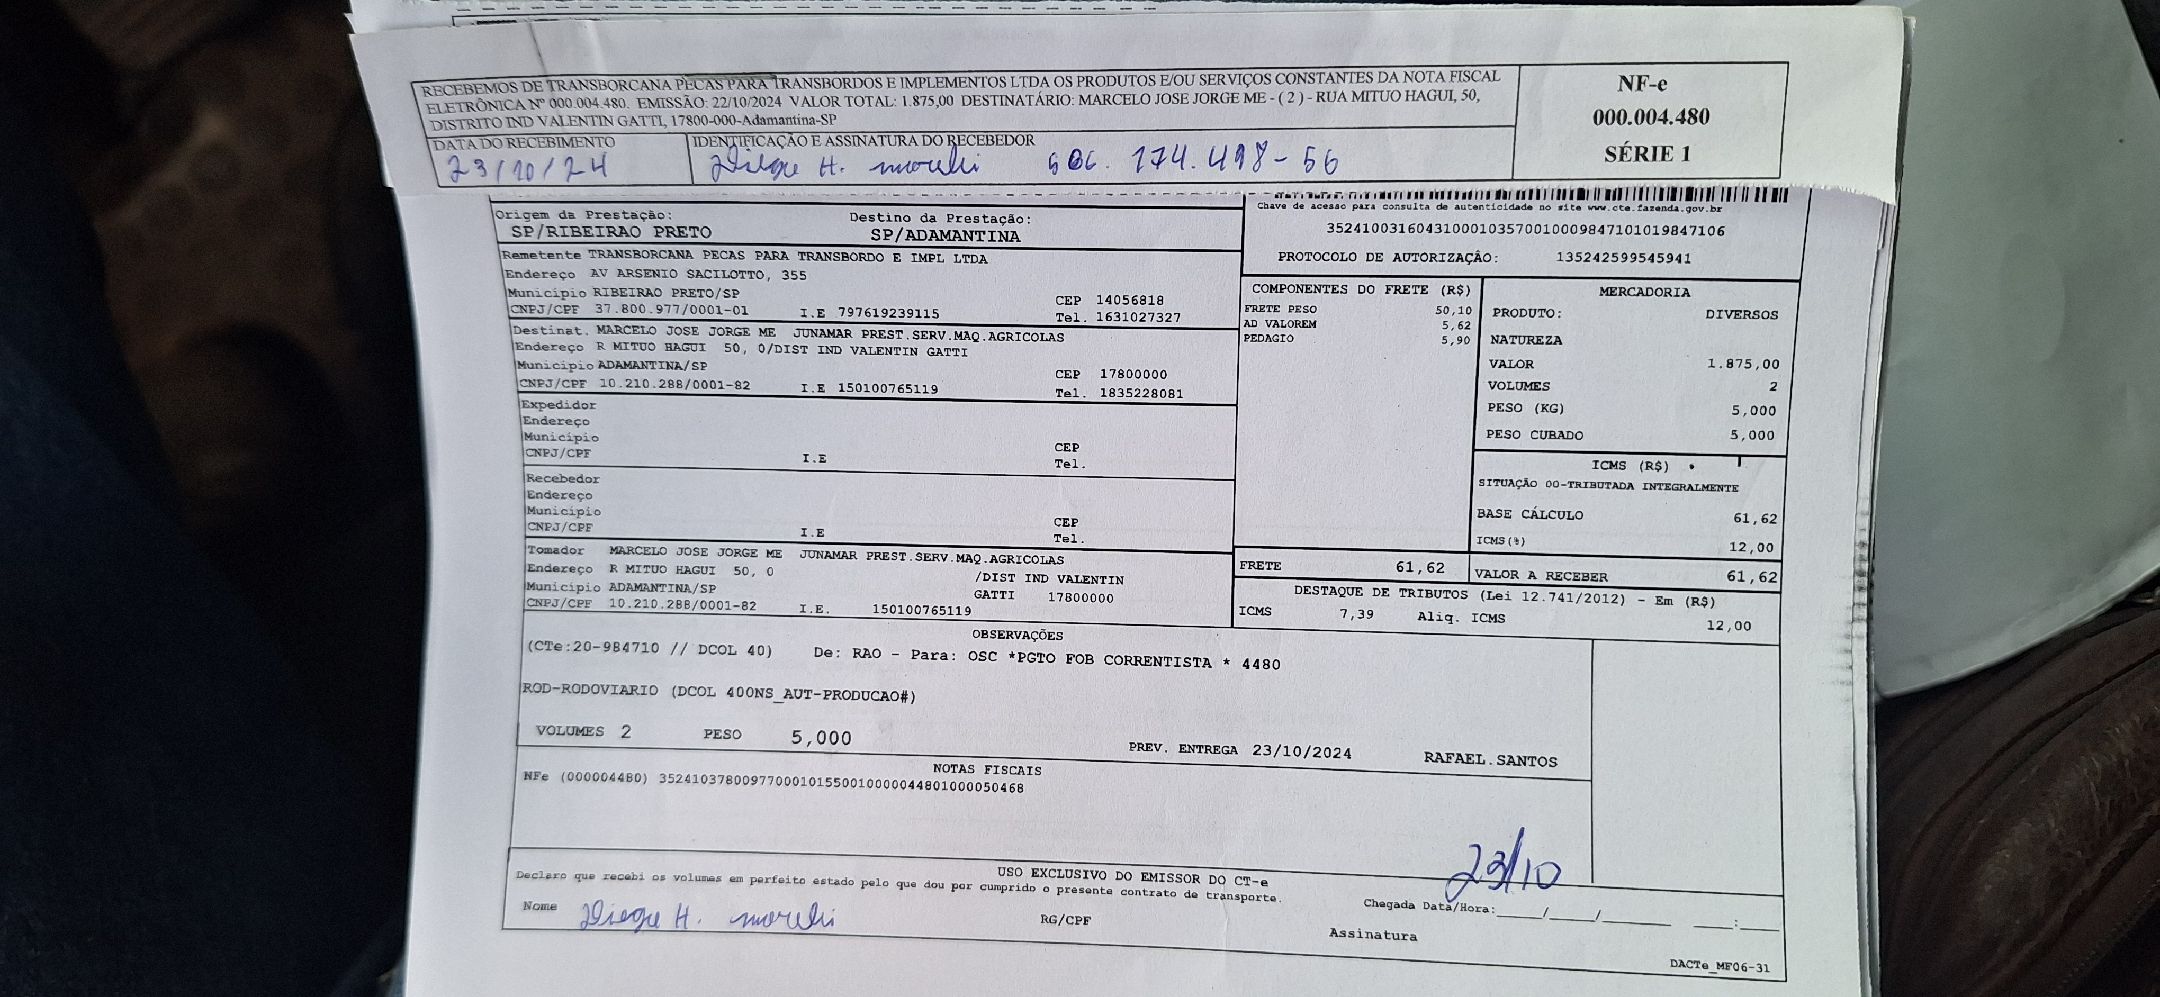 RECEBEMOS DE TRANSBORCANA PECAS PARA TRANSBORDOS E IMPLEMENTOS LTDA OS PRODUTOS E/OU SERVIÇOS CONSTANTES DA NOTA FISCAL
ELETRÔNICA Nº 000.004.480. EMISSÃO: 22/10/2024 VALOR TOTAL: 1.875,00 DESTINATÁRIO: MARCELO JOSE JORGE ME - ( 2 ) - RUA MITUO HAGUI, 50,
DISTRITO IND VALENTIN GATTI, 17800-000-Adamantina-SP
NF-e
000.004.480
SÉRIE 1
DATA DO RECEBIMENTO
23/10/24
IDENTIFICAÇÃO E ASSINATURA DO RECEBEDOR
H. 174.498-56
Origem da Prestação:
SP/RIBEIRAO PRETO
Destino da Prestação:
SP/ADAMANTINA
Chave de acesso para consulta de autenticidade no site www.cte.fazenda.gov.br
35241003160431000103570010009847101019847106
PROTOCOLO DE AUTORIZAÇÃO: 135242599545941
Remetente TRANSBORCANA PECAS PARA TRANSBORDO E IMPL LTDA
Endereço AV ARSENIO SACILOTTO, 355
Município RIBEIRAO PRETO/SP CEP 14056818
CNPJ/CPF 37.800.977/0001-01 I.E 797619239115 Tel. 1631027327
Destinat. MARCELO JOSE JORGE ME JUNAMAR PREST.SERV.MAQ.AGRICOLAS
Endereço R MITUO HAGUI 50, 0/DIST IND VALENTIN GATTI
Município ADAMANTINA/SP CEP 17800000
CNPJ/CPF 10.210.288/0001-82 I.E 150100765119 Tel. 1835228081
Expedidor
Endereço
Município CEP
CNPJ/CPF I.E Tel.
Recebedor
Endereço
Município CEP
CNPJ/CPF I.E Tel.
Tomador MARCELO JOSE JORGE ME JUNAMAR PREST.SERV.MAQ.AGRICOLAS
Endereço R MITUO HAGUI 50, 0 /DIST IND VALENTIN
Município ADAMANTINA/SP GATTI 17800000
CNPJ/CPF 10.210.288/0001-82 I.E. 150100765119
COMPONENTES DO FRETE (R$)
FRETE PESO 50,10
AD VALOREM 5,62
PEDAGIO 5,90
MERCADORIA
PRODUTO: DIVERSOS
NATUREZA
VALOR 1.875,00
VOLUMES 2
PESO (KG) 5,000
PESO CUBADO 5,000
ICMS (R$)
SITUAÇÃO 00-TRIBUTADA INTEGRALMENTE
BASE CÁLCULO 61,62
ICMS(%) 12,00
FRETE 61,62
VALOR A RECEBER 61,62
DESTAQUE DE TRIBUTOS (Lei 12.741/2012) - Em (R$)
ICMS 7,39 Aliq. ICMS 12,00
OBSERVAÇÕES
(CTe:20-984710 // DCOL 40) De: RAO - Para: OSC *PGTO FOB CORRENTISTA * 4480
ROD-RODOVIARIO (DCOL 400NS_AUT-PRODUCAO#)
VOLUMES 2 PESO 5,000 PREV. ENTREGA 23/10/2024 RAFAEL.SANTOS
NOTAS FISCAIS
NFe (000004480) 35241037800977000101550010000044801000050468
USO EXCLUSIVO DO EMISSOR DO CT-e
Declaro que recebi os volumes em perfeito estado pelo que dou por cumprido o presente contrato de transporte.
23/10
Chegada Data/Hora:____/____/______ ___:___
Nome H. RG/CPF Assinatura
DACTe_MF06-31